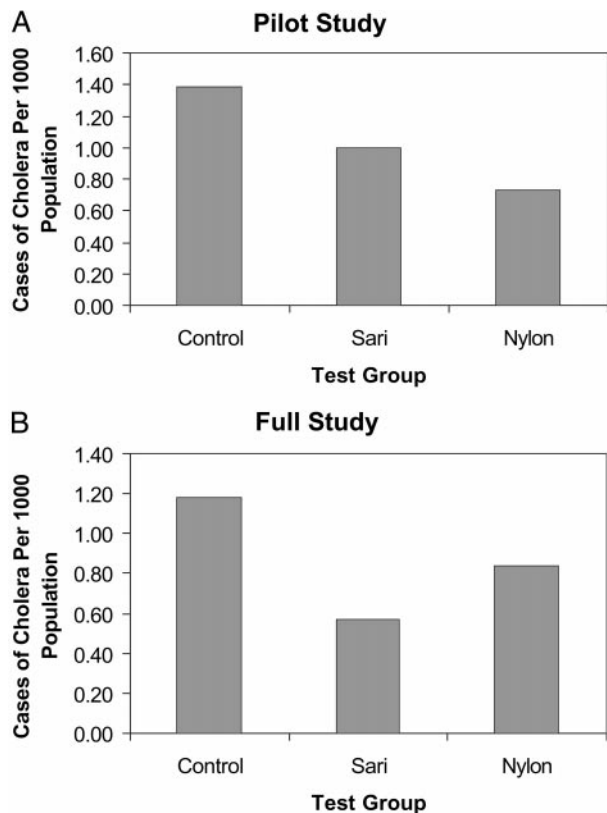 A
Pilot Study
Cases of Cholera Per 1000
Population
1.60
1.40
1.20
1.00
0.80
0.60
0.40
0.20
0.00
Control Sari Nylon
Test Group
B
Full Study
Cases of Cholera Per 1000
Population
1.40
1.20
1.00
0.80
0.60
0.40
0.20
0.00
Control Sari Nylon
Test Group